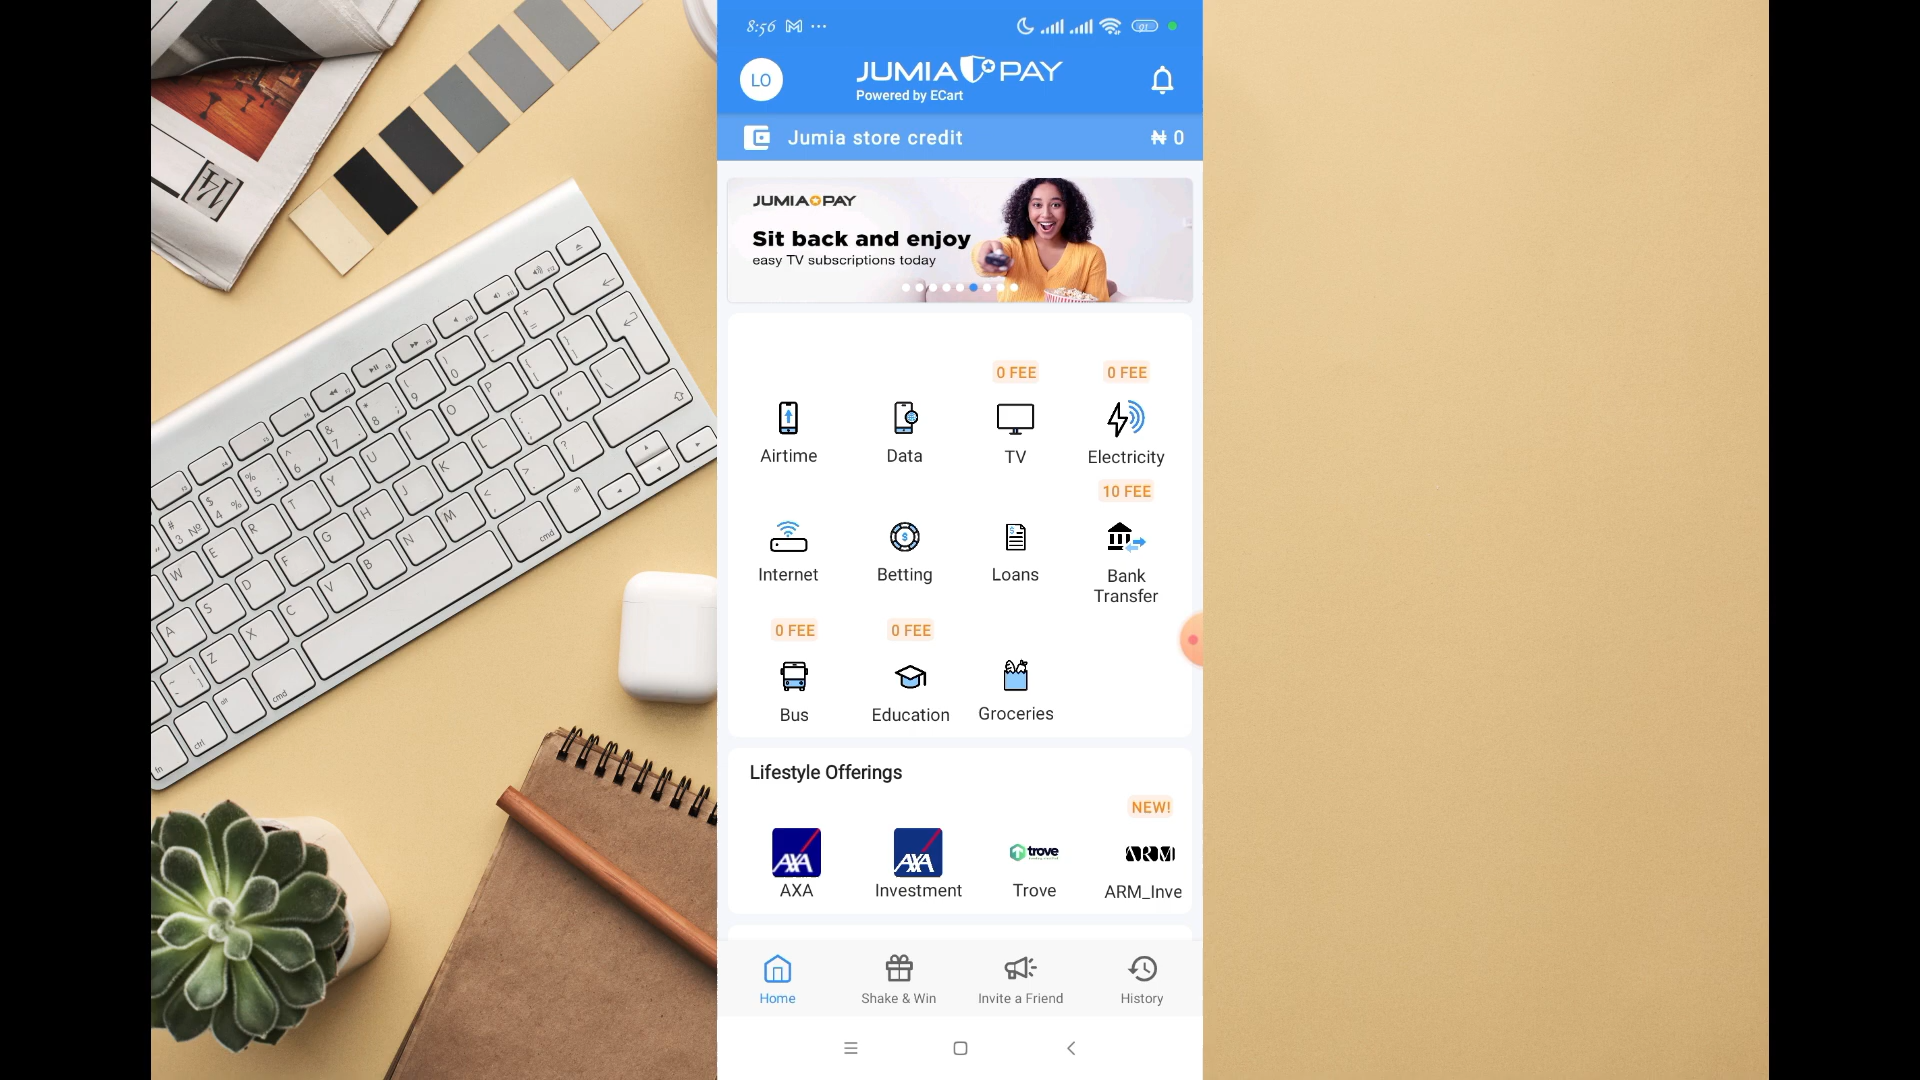 8:56
91
LO
JUMIA PAY
Powered by ECart
Jumia store credit
₦ 0
JUMIA PAY
Sit back and enjoy
easy TV subscriptions today
0 FEE
0 FEE
Airtime
Data
TV
Electricity
10 FEE
Internet
Betting
Loans
Bank
Transfer
0 FEE
0 FEE
Bus
Education
Groceries
Lifestyle Offerings
NEW!
AXA
AXA
trove
ARM
AXA
Investment
Trove
ARM_Inve
Home
Shake & Win
Invite a Friend
History